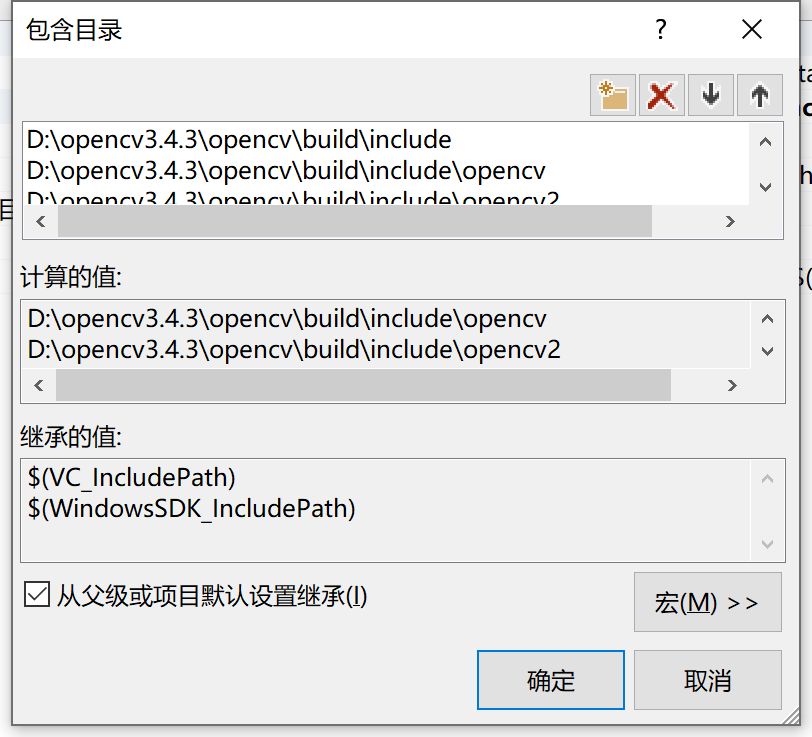 包含目录
D:\opencv3.4.3\opencv\build\include
D:\opencv3.4.3\opencv\build\include\opencv
D:\opencv3.4.3\opencv\build\include\opencv2
计算的值:
D:\opencv3.4.3\opencv\build\include\opencv
D:\opencv3.4.3\opencv\build\include\opencv2
继承的值:
$(VC_IncludePath)
$(WindowsSDK_IncludePath)
从父级或项目默认设置继承(I)
宏(M) >>
确定
取消